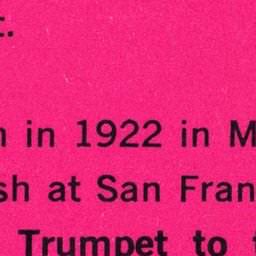 t.
n in 1922 in M
sh at San Fran
Trumpet to t